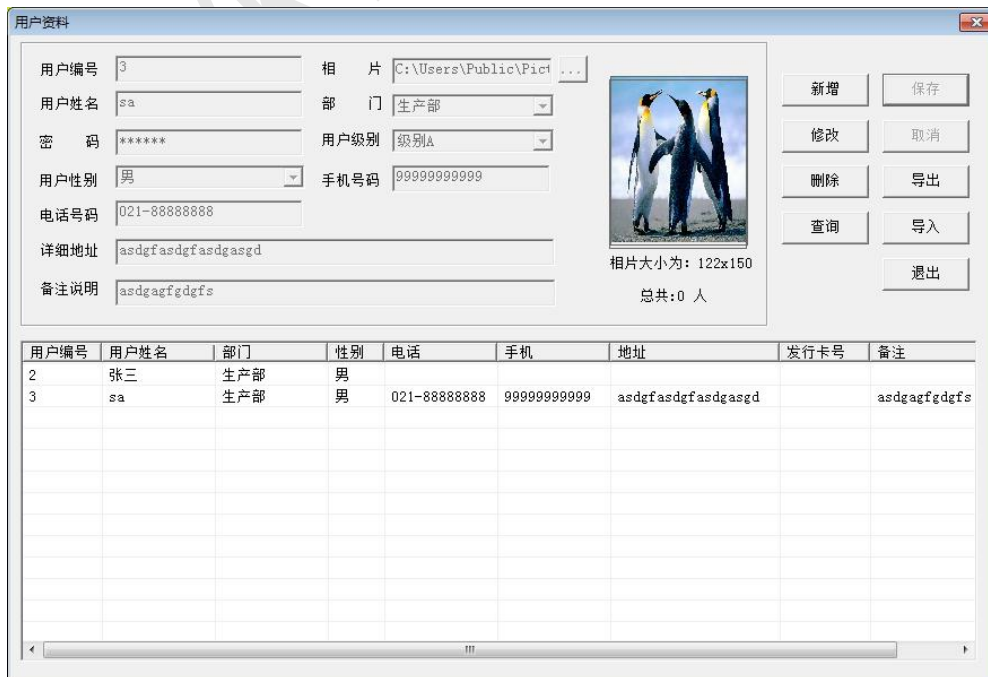 用户资料
用户编号 3 相 片 C:\Users\Public\Pict ...
用户姓名 sa 部 门 生产部
密 码 ****** 用户级别 级别A
用户性别 男 手机号码 99999999999
电话号码 021-88888888
详细地址 asdgfasdgfasdgasgd
备注说明 asdgagfgdgfs
相片大小为: 122x150
总共:0 人
新增 保存
修改 取消
删除 导出
查询 导入
退出
用户编号 用户姓名 部门 性别 电话 手机 地址 发行卡号 备注
2 张三 生产部 男
3 sa 生产部 男 021-88888888 99999999999 asdgfasdgfasdgasgd asdgagfgdgfs